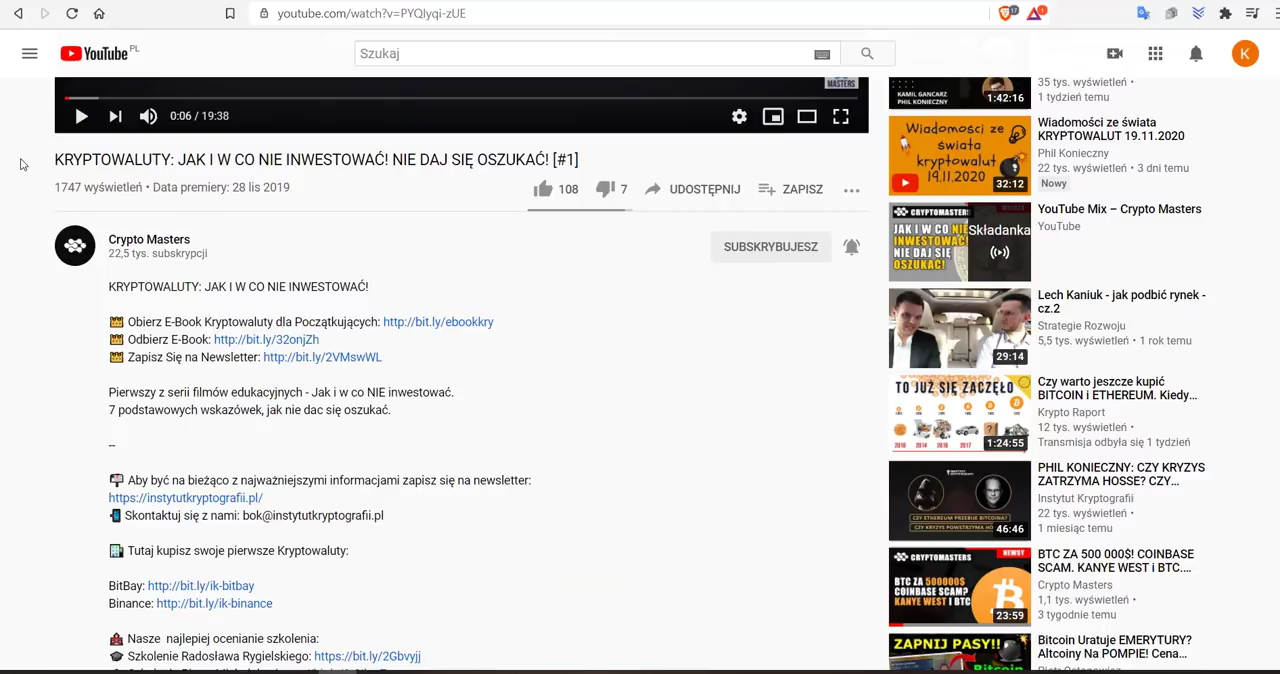 youtube.com/watch?v=PYQlyqi-zUE
17
1
YouTube PL
Szukaj
K
MASTERS
0:06 / 19:38
KRYPTOWALUTY: JAK I W CO NIE INWESTOWAĆ! NIE DAJ SIĘ OSZUKAĆ! [#1]
1747 wyświetleń • Data premiery: 28 lis 2019
108
7
UDOSTĘPNIJ
ZAPISZ
Crypto Masters
22,5 tys. subskrypcji
SUBSKRYBUJESZ
KRYPTOWALUTY: JAK I W CO NIE INWESTOWAĆ!
Obierz E-Book Kryptowaluty dla Początkujących: http://bit.ly/ebookkry
Odbierz E-Book: http://bit.ly/32onjZh
Zapisz Się na Newsletter: http://bit.ly/2VMswWL
Pierwszy z serii filmów edukacyjnych - Jak i w co NIE inwestować.
7 podstawowych wskazówek, jak nie dac się oszukać.
--
Aby być na bieżąco z najważniejszymi informacjami zapisz się na newsletter:
https://instytutkryptografii.pl/
Skontaktuj się z nami: bok@instytutkryptografii.pl
Tutaj kupisz swoje pierwsze Kryptowaluty:
BitBay: http://bit.ly/ik-bitbay
Binance: http://bit.ly/ik-binance
Nasze najlepiej ocenianie szkolenia:
Szkolenie Radosława Rygielskiego: https://bit.ly/2Gbvyjj
KAMIL GANCARZ
PHIL KONIECZNY
1:42:16
35 tys. wyświetleń •
1 tydzień temu
Wiadomości ze
świata
kryptowalut
19.11.2020
32:12
Wiadomości ze świata
KRYPTOWALUT 19.11.2020
Phil Konieczny
22 tys. wyświetleń • 3 dni temu
Nowy
CRYPTOMASTERS
JAK I W CO NIE
INWESTOWAĆ!
NIE DAJ SIĘ
OSZUKAĆ!
Składanka
YouTube Mix – Crypto Masters
YouTube
29:14
Lech Kaniuk - jak podbić rynek -
cz.2
Strategie Rozwoju
5,5 tys. wyświetleń • 1 rok temu
TO JUŻ SIĘ ZACZĘŁO
2017
1:24:55
Czy warto jeszcze kupić
BITCOIN i ETHEREUM. Kiedy...
Krypto Raport
12 tys. wyświetleń •
Transmisja odbyła się 1 tydzień
CZY ETHEREUM PRZEBIJE BITCOINA?
46:46
PHIL KONIECZNY: CZY KRYZYS
ZATRZYMA HOSSE? CZY...
Instytut Kryptografii
22 tys. wyświetleń •
1 miesiąc temu
CRYPTOMASTERS
NEWSY
BTC ZA 500000$
COINBASE SCAM?
KANYE WEST I BTC
23:59
BTC ZA 500 000$! COINBASE
SCAM. KANYE WEST i BTC....
Crypto Masters
1,1 tys. wyświetleń •
3 tygodnie temu
ZAPNIJ PASY!!
Bitcoin
Bitcoin Uratuje EMERYTURY?
Altcoiny Na POMPIE! Cena...